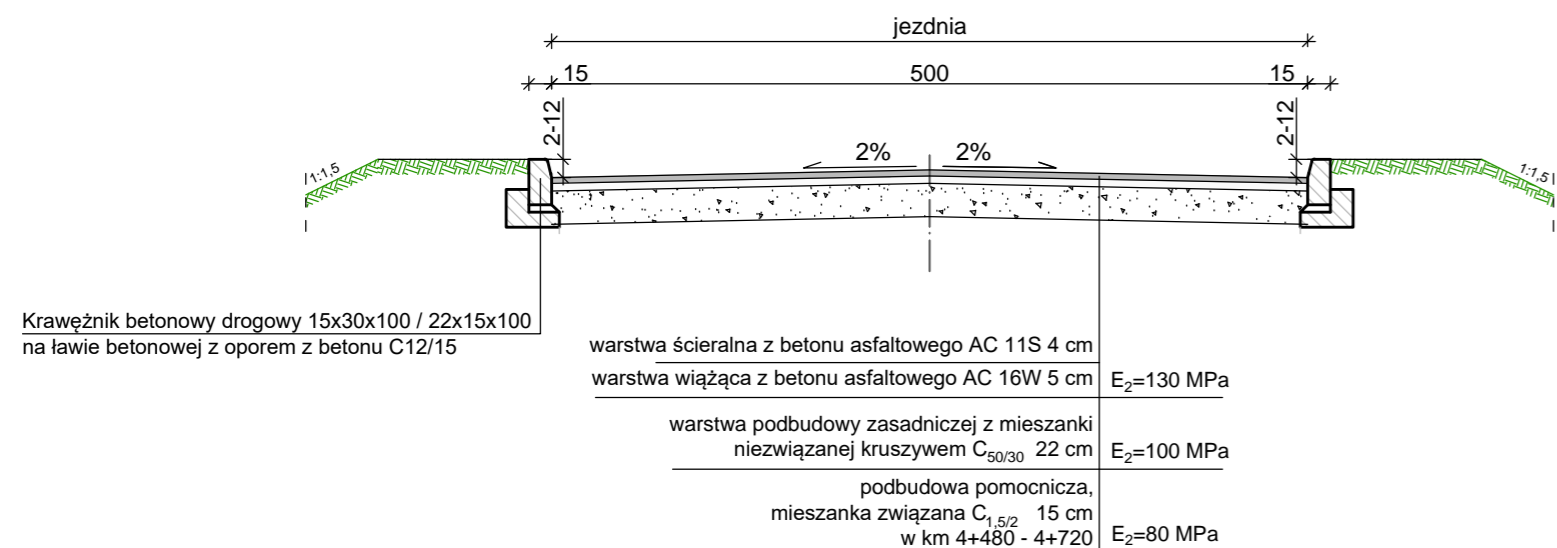 jezdnia
15 500 15
2-12 2-12
2% 2%
1:1,5 1:1,5
Krawężnik betonowy drogowy 15x30x100 / 22x15x100
na ławie betonowej z oporem z betonu C12/15
warstwa ścieralna z betonu asfaltowego AC 11S 4 cm
warstwa wiążąca z betonu asfaltowego AC 16W 5 cm E₂=130 MPa
warstwa podbudowy zasadniczej z mieszanki
niezwiązanej kruszywem C50/30 22 cm E₂=100 MPa
podbudowa pomocnicza,
mieszanka związana C1,5/2 15 cm
w km 4+480 - 4+720 E₂=80 MPa